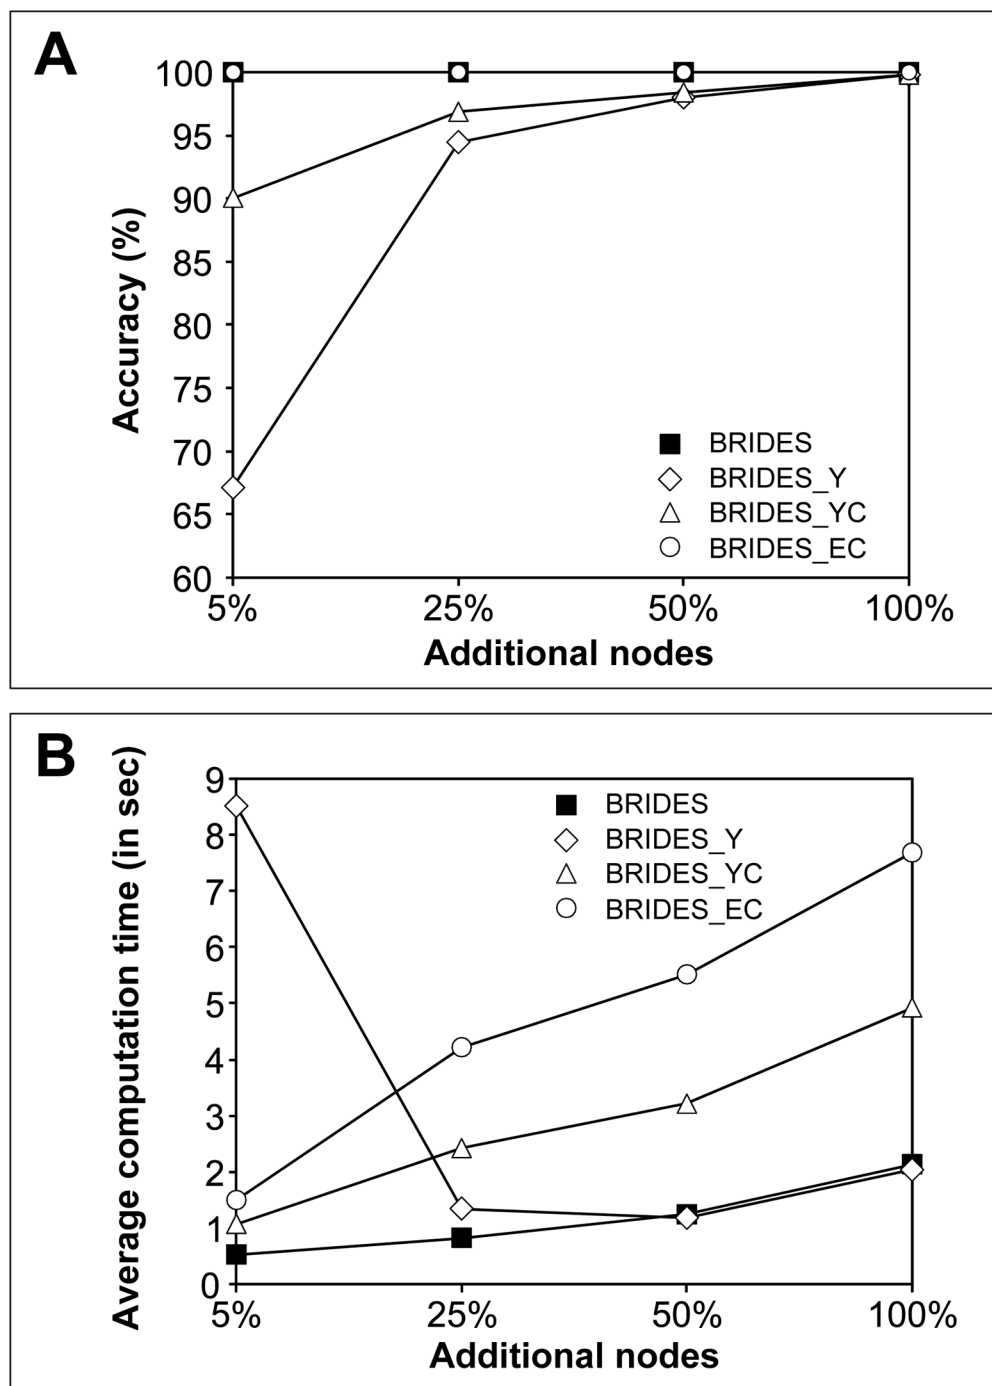 A
Accuracy (%)
100
95
90
85
80
75
70
65
60
BRIDES
BRIDES_Y
BRIDES_YC
BRIDES_EC
5% 25% 50% 100%
Additional nodes
B
Average computation time (in sec)
9
8
7
6
5
4
3
2
1
0
BRIDES
BRIDES_Y
BRIDES_YC
BRIDES_EC
5% 25% 50% 100%
Additional nodes